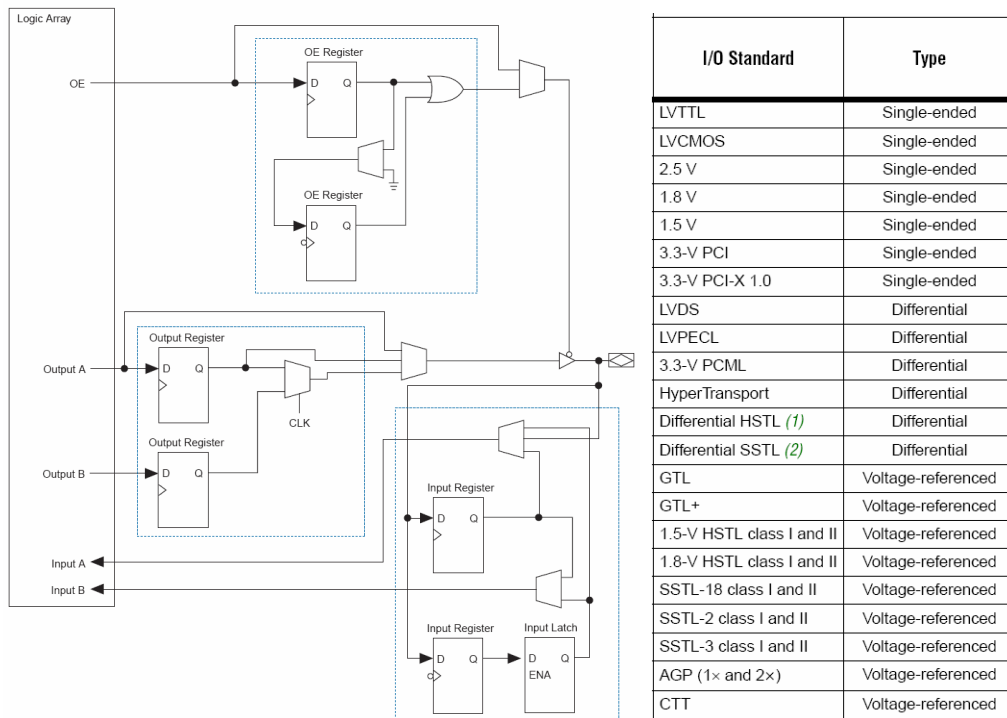 Logic Array
OE Register
OE
D Q
OE Register
D Q
Output Register
Output A
D Q
CLK
Output Register
Output B
D Q
Input Register
D Q
Input A
Input B
Input Register
Input Latch
D Q
D Q
ENA
I/O Standard Type
LVTTL Single-ended
LVCMOS Single-ended
2.5 V Single-ended
1.8 V Single-ended
1.5 V Single-ended
3.3-V PCI Single-ended
3.3-V PCI-X 1.0 Single-ended
LVDS Differential
LVPECL Differential
3.3-V PCML Differential
HyperTransport Differential
Differential HSTL (1) Differential
Differential SSTL (2) Differential
GTL Voltage-referenced
GTL+ Voltage-referenced
1.5-V HSTL class I and II Voltage-referenced
1.8-V HSTL class I and II Voltage-referenced
SSTL-18 class I and II Voltage-referenced
SSTL-2 class I and II Voltage-referenced
SSTL-3 class I and II Voltage-referenced
AGP (1× and 2×) Voltage-referenced
CTT Voltage-referenced